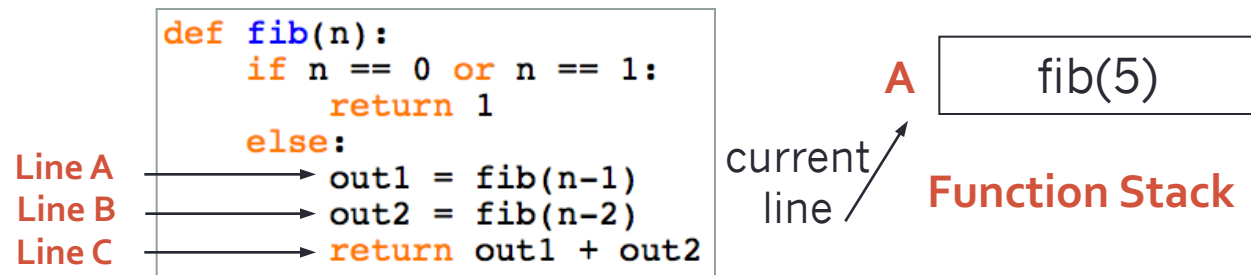 def fib(n):
    if n == 0 or n == 1:
        return 1
    else:
Line A
        out1 = fib(n-1)
Line B
        out2 = fib(n-2)
Line C
        return out1 + out2
A
fib(5)
current
line
Function Stack